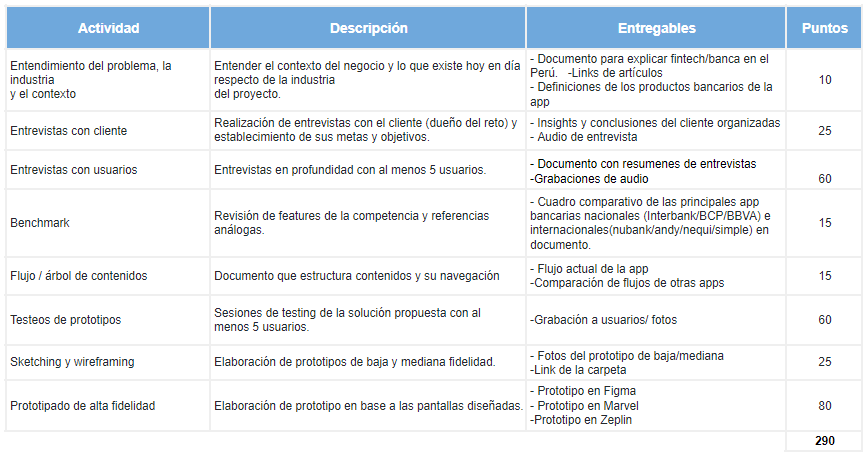 Actividad
Descripción
Entregables
Puntos
Entendimiento del problema, la
industria
y el contexto
Entender el contexto del negocio y lo que existe hoy en día
respecto de la industria
del proyecto.
- Documento para explicar fintech/banca en el
Perú. -Links de artículos
- Definiciones de los productos bancarios de la
app
10
Entrevistas con cliente
Realización de entrevistas con el cliente (dueño del reto) y
establecimiento de sus metas y objetivos.
- Insights y conclusiones del cliente organizadas
- Audio de entrevista
25
Entrevistas con usuarios
Entrevistas en profundidad con al menos 5 usuarios.
- Documento con resumenes de entrevistas
-Grabaciones de audio
60
Benchmark
Revisión de features de la competencia y referencias
análogas.
- Cuadro comparativo de las principales app
bancarias nacionales (Interbank/BCP/BBVA) e
internacionales(nubank/andy/nequi/simple) en
documento.
15
Flujo / árbol de contenidos
Documento que estructura contenidos y su navegación
- Flujo actual de la app
-Comparación de flujos de otras apps
15
Testeos de prototipos
Sesiones de testing de la solución propuesta con al
menos 5 usuarios.
-Grabación a usuarios/ fotos
60
Sketching y wireframing
Elaboración de prototipos de baja y mediana fidelidad.
- Fotos del prototipo de baja/mediana
-Link de la carpeta
25
Prototipado de alta fidelidad
Elaboración de prototipo en base a las pantallas diseñadas.
- Prototipo en Figma
- Prototipo en Marvel
-Prototipo en Zeplin
80
290